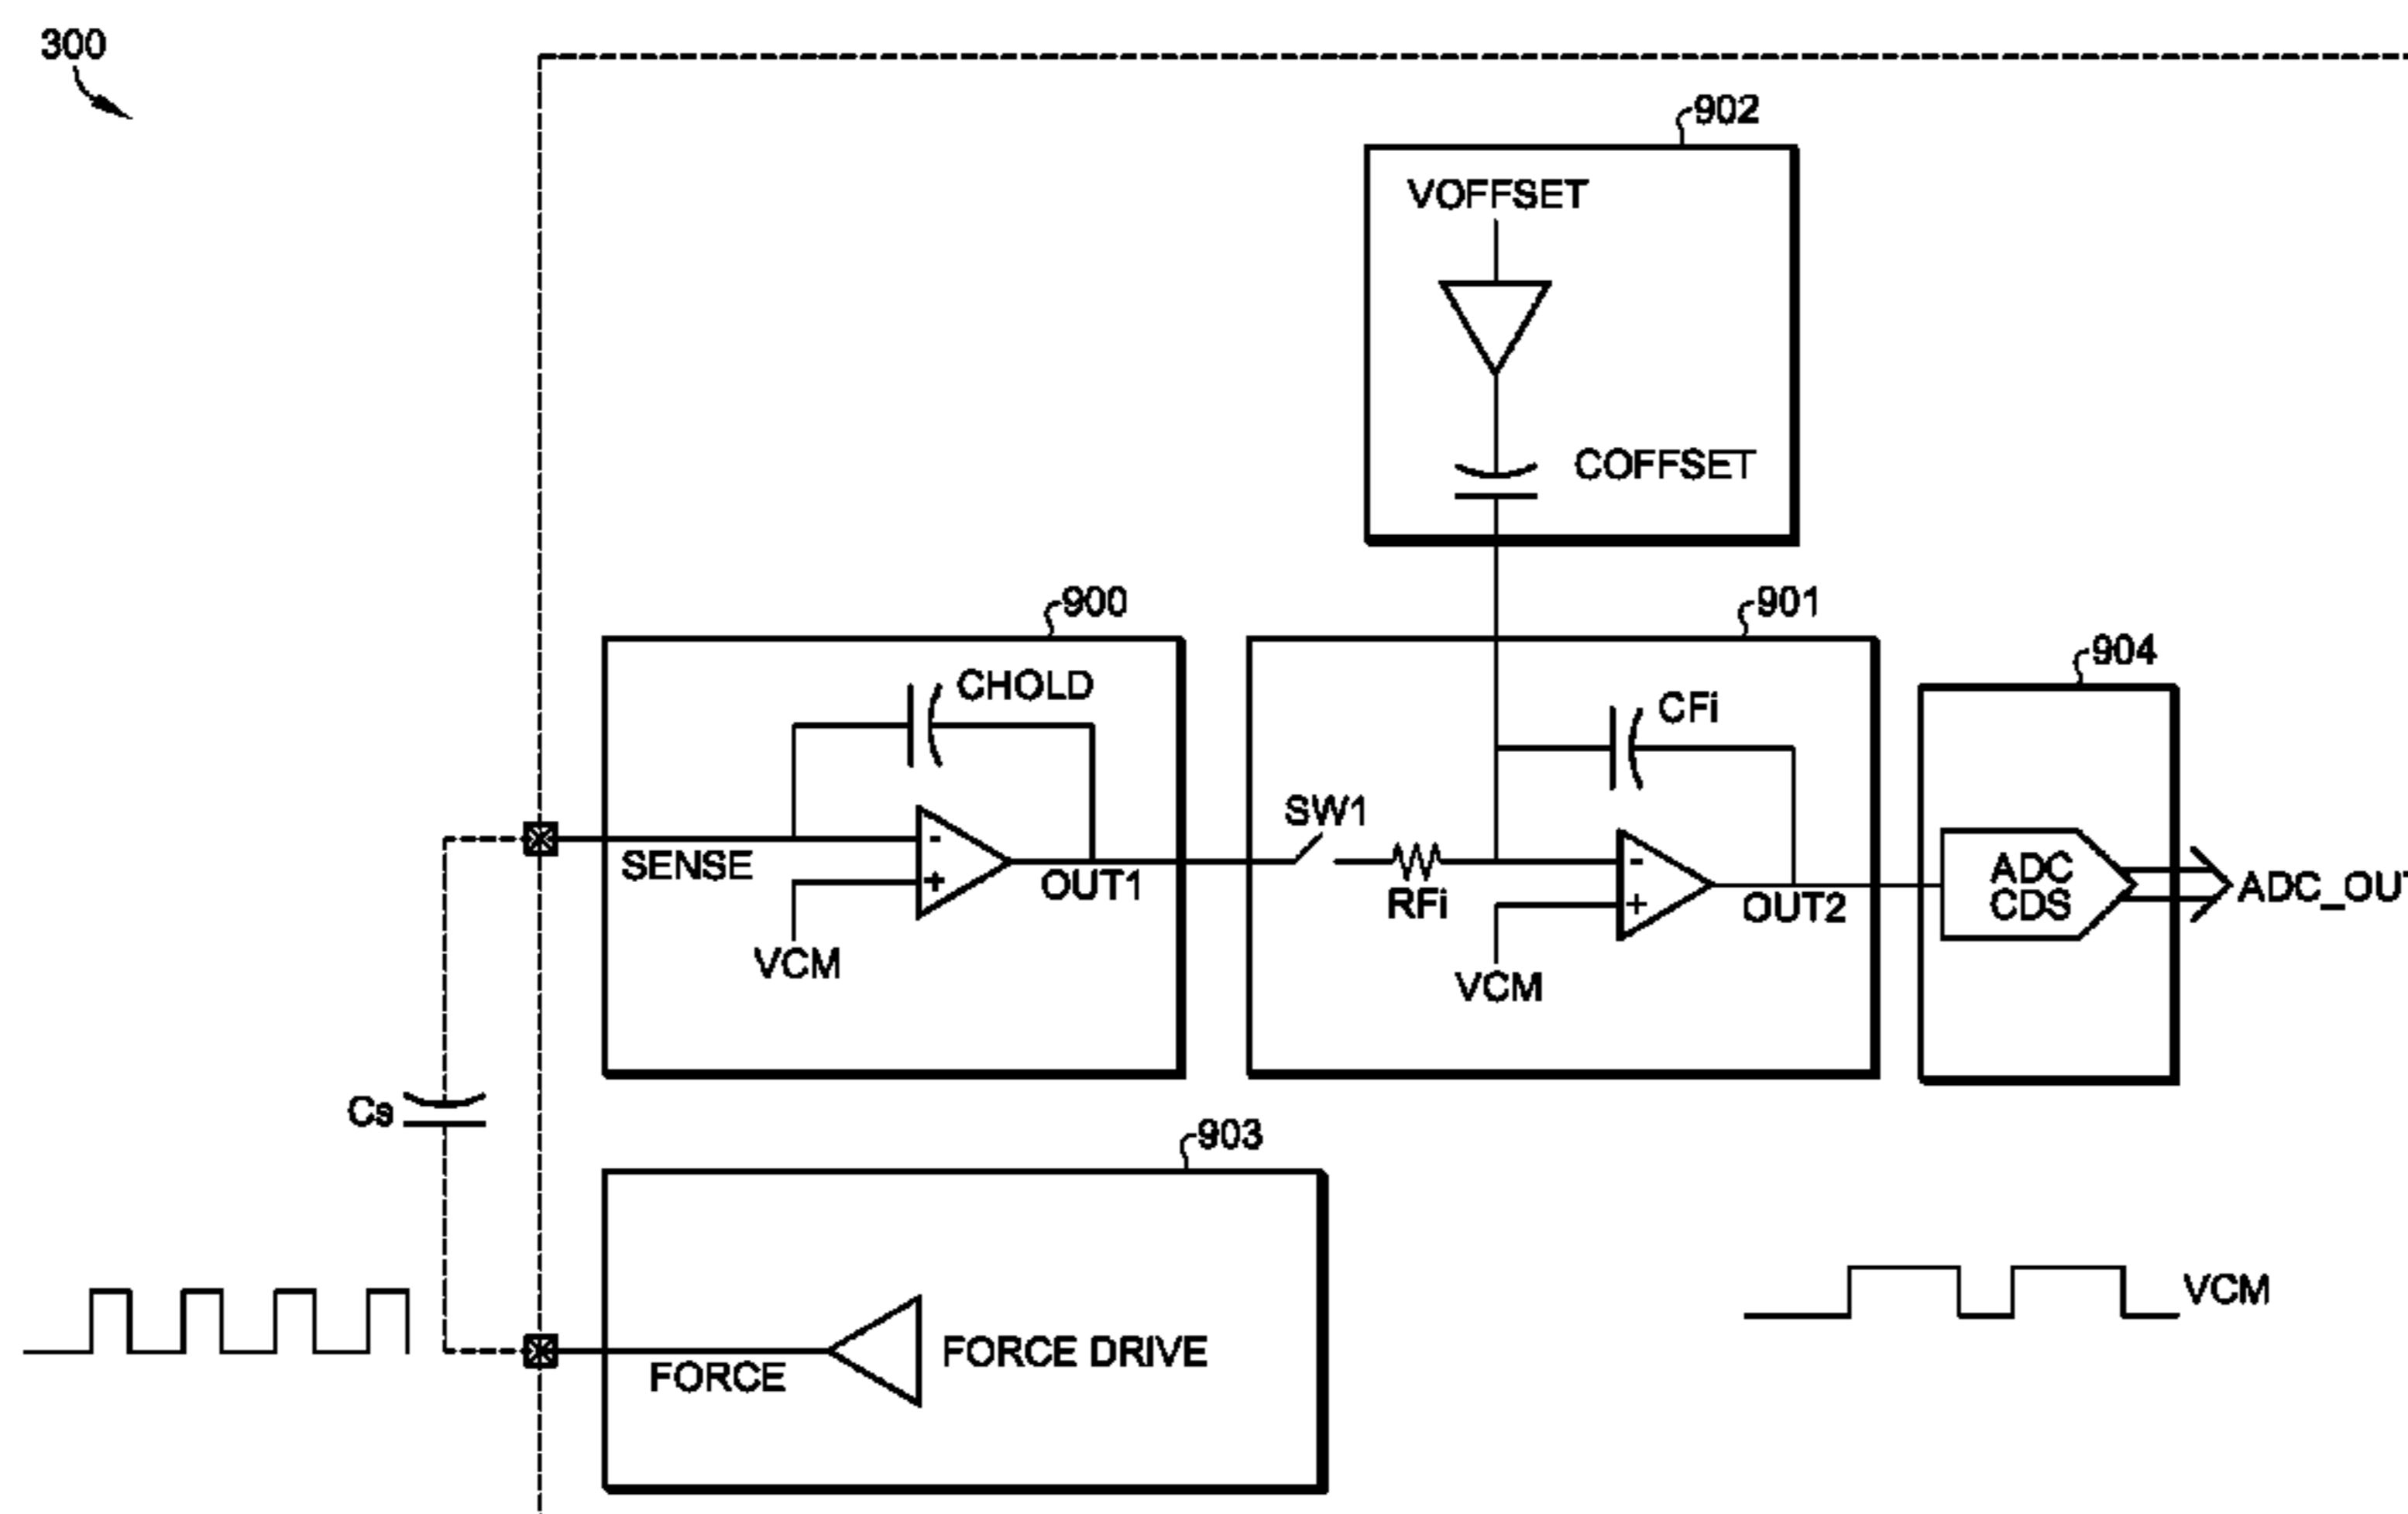 300
902
VOFFSET
COFFSET
900
901
904
CHOLD
CFi
SW1
-
-
SENSE
+
OUT1
RFi
+
OUT2
ADC
CDS
ADC_OUT
VCM
VCM
Cs
903
FORCE DRIVE
FORCE
VCM